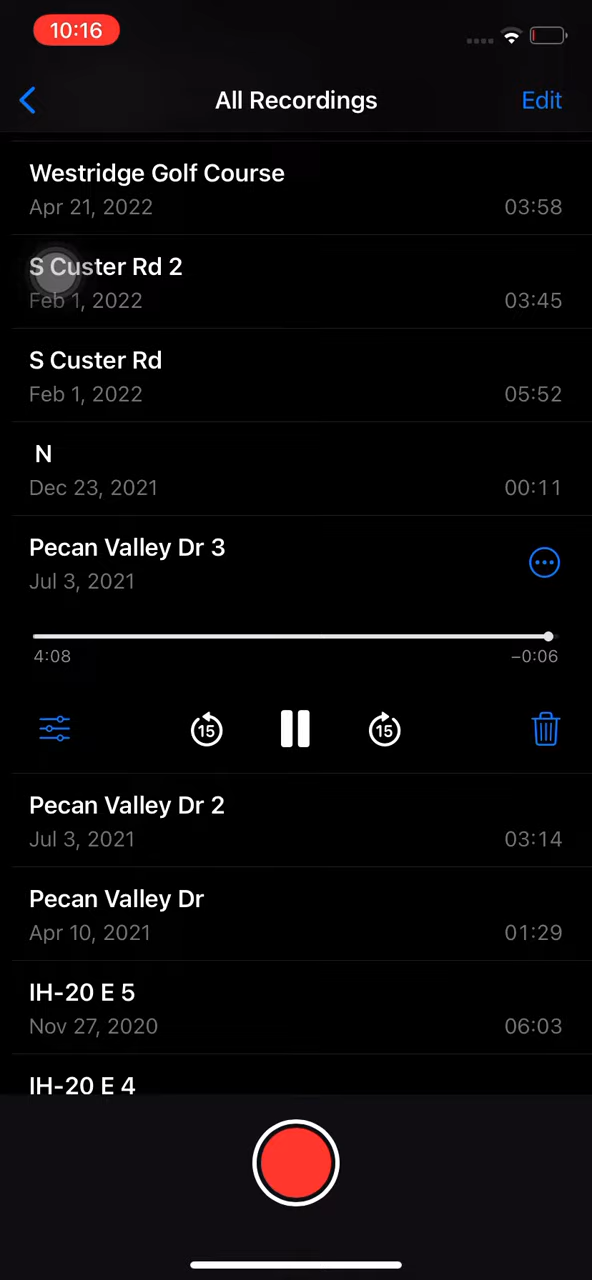 10:16
All Recordings
Edit
Westridge Golf Course
Apr 21, 2022
03:58
S Custer Rd 2
Feb 1, 2022
03:45
S Custer Rd
Feb 1, 2022
05:52
N
Dec 23, 2021
00:11
Pecan Valley Dr 3
Jul 3, 2021
4:08
−0:06
15
15
Pecan Valley Dr 2
Jul 3, 2021
03:14
Pecan Valley Dr
Apr 10, 2021
01:29
IH-20 E 5
Nov 27, 2020
06:03
IH-20 E 4